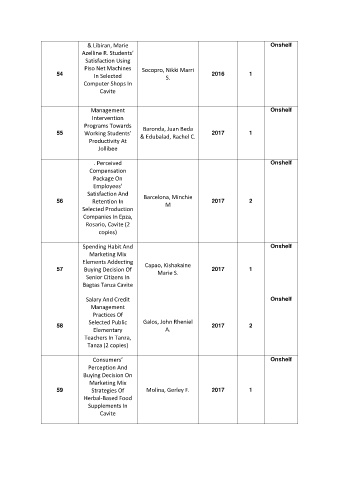 & Libiran, Marie
Azelline R. Students'
Satisfaction Using
Piso Net Machines
In Selected
Computer Shops In
Cavite
54
Socopro, Nikki Marri
S.
2016
1
Onshelf
Management
Intervention
Programs Towards
Working Students'
Productivity At
Jollibee
55
Baronda, Juan Beda
& Edubalad, Rachel C.
2017
1
Onshelf
. Perceived
Compensation
Package On
Employees'
Satisfaction And
Retention In
Selected Production
Companies In Epza,
Rosario, Cavite (2
copies)
56
Barcelona, Minchie
M
2017
2
Onshelf
Spending Habit And
Marketing Mix
Elements Addecting
Buying Decision Of
Senior Citizens In
Bagtas Tanza Cavite
57
Capao, Kishakaine
Marie S.
2017
1
Onshelf
Salary And Credit
Management
Practices Of
Selected Public
Elementary
Teachers In Tanza,
Tanza (2 copies)
58
Galos, John Rheniel
A.
2017
2
Onshelf
Consumers'
Perception And
Buying Decision On
Marketing Mix
Strategies Of
Herbal-Based Food
Supplements In
Cavite
59
Molina, Gerley F.
2017
1
Onshelf